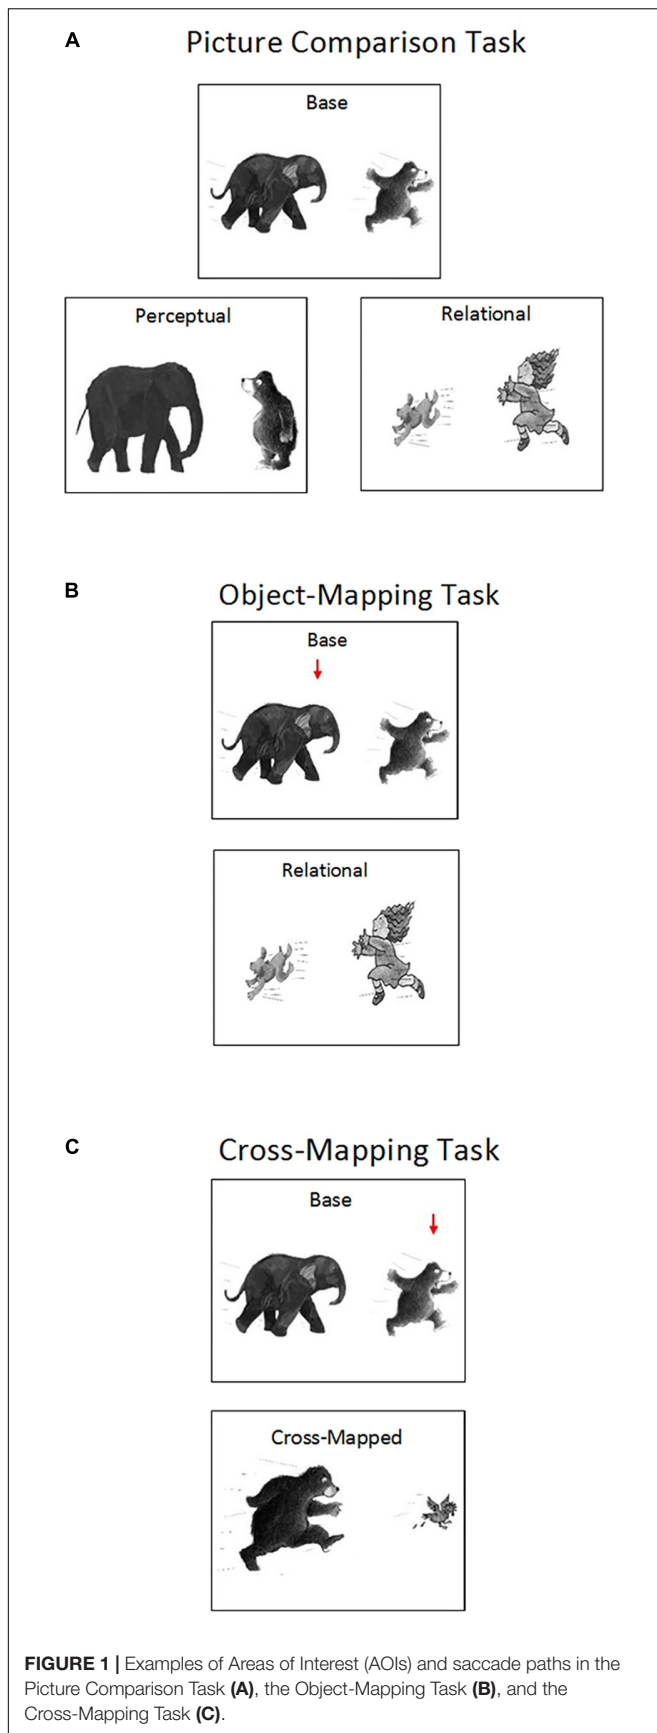 A
Picture Comparison Task
Base
Perceptual
Relational
B
Object-Mapping Task
Base
Relational
C
Cross-Mapping Task
Base
Cross-Mapped
FIGURE 1 | Examples of Areas of Interest (AOIs) and saccade paths in the
Picture Comparison Task (A), the Object-Mapping Task (B), and the
Cross-Mapping Task (C).